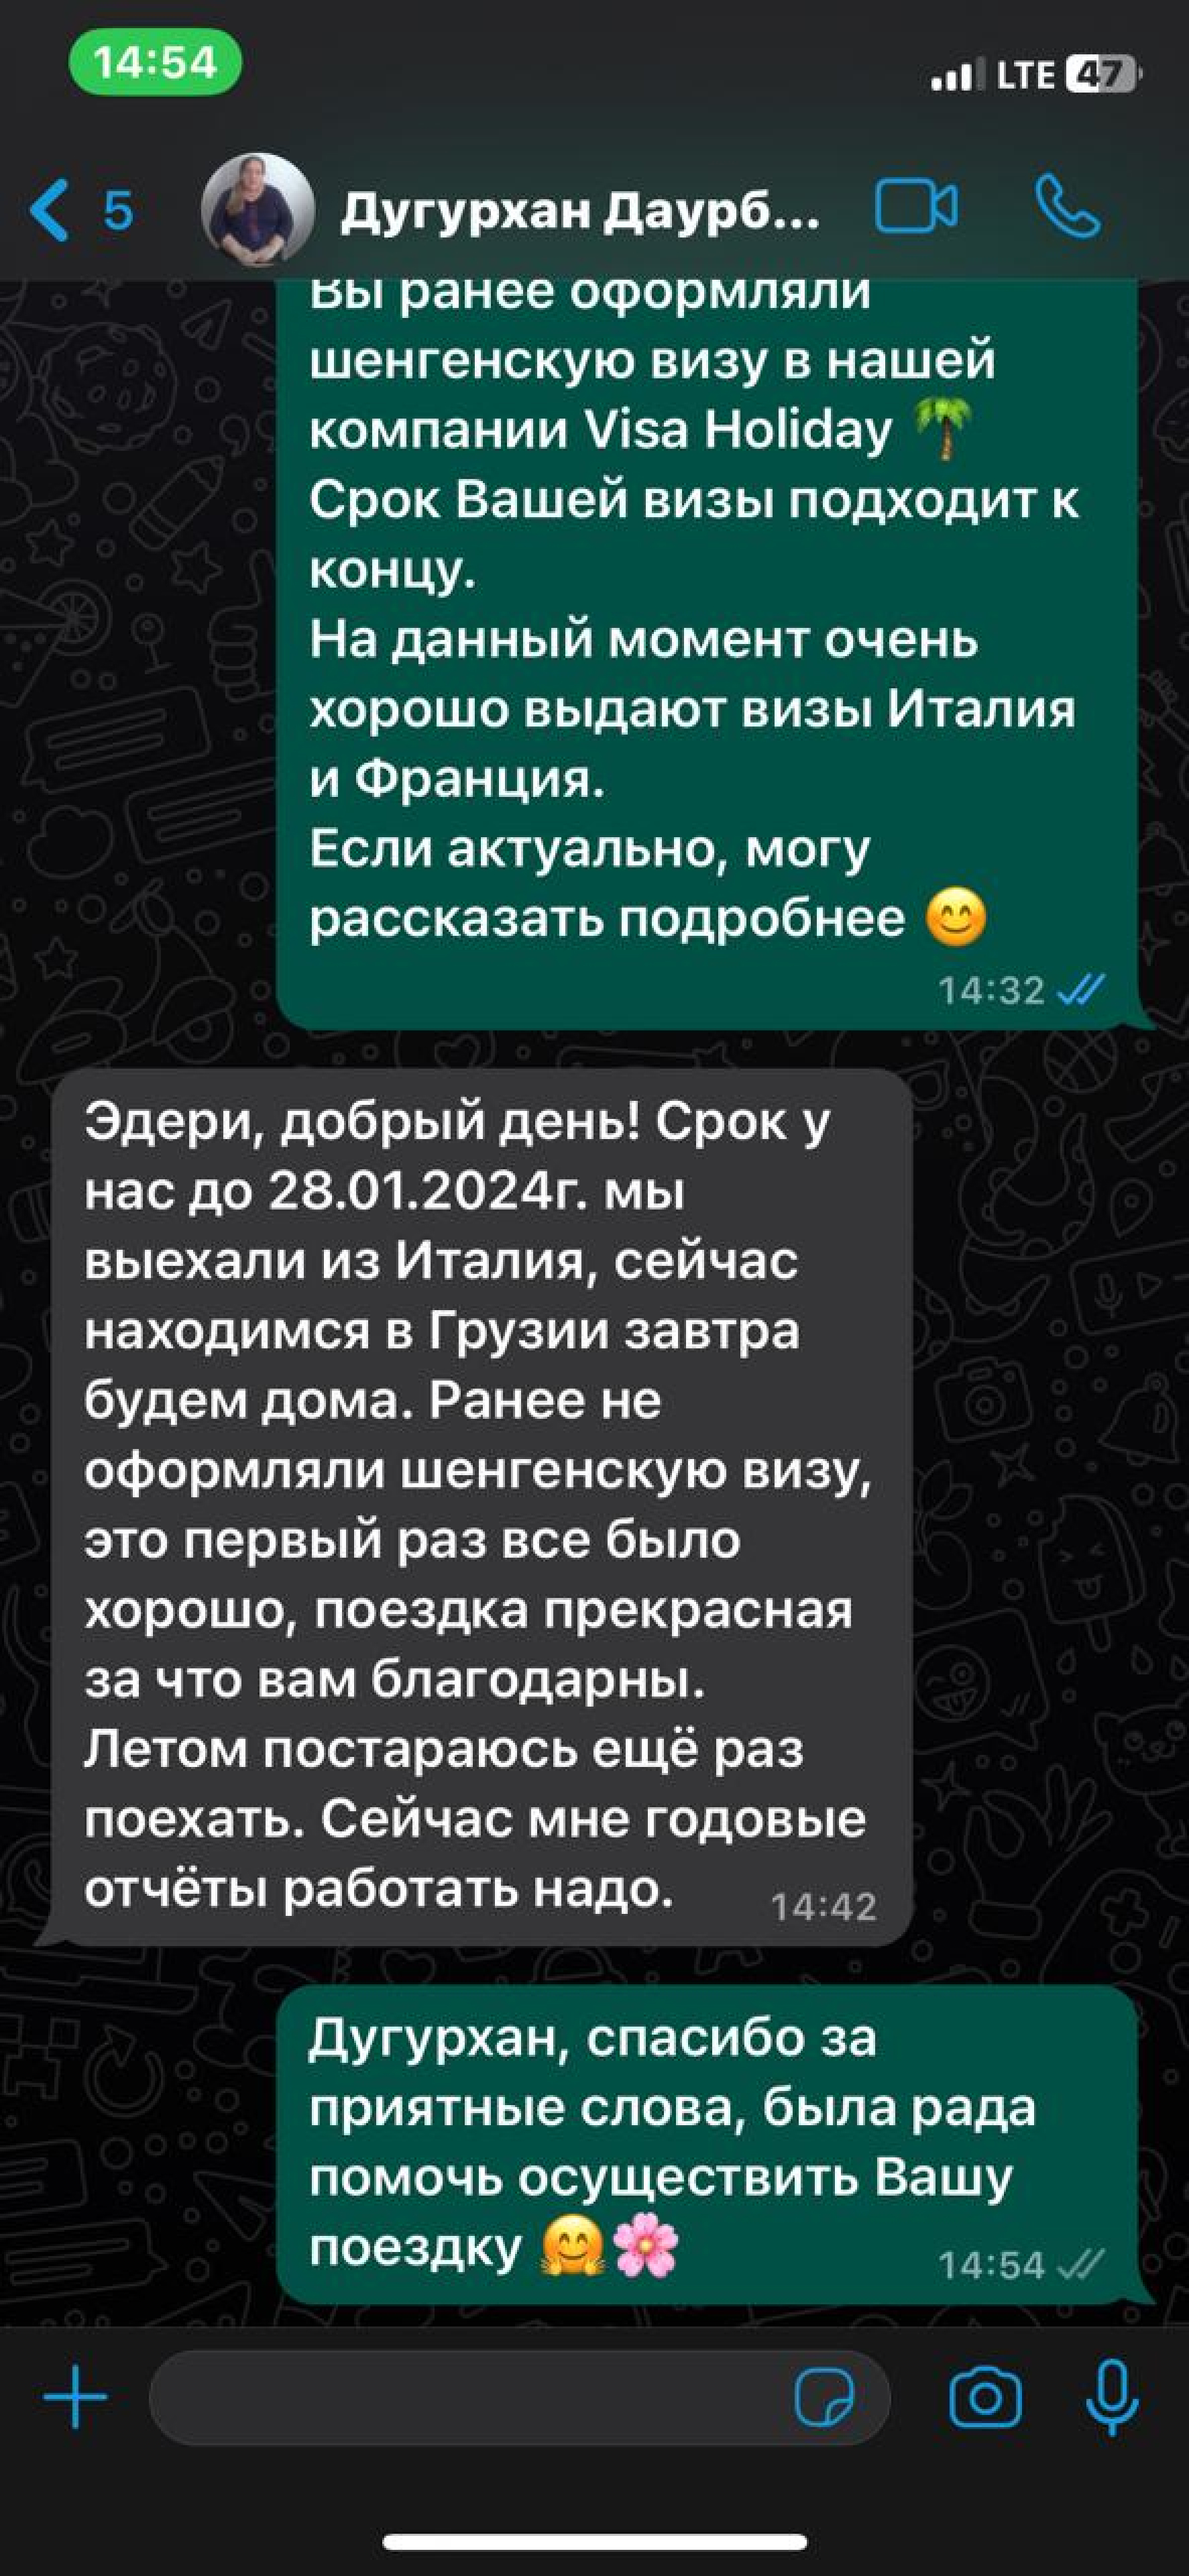 14:54
LTE 47
5
Дугурхан Даурб...
Вы ранее оформляли
шенгенскую визу в нашей
компании Visa Holiday 🌴
Срок Вашей визы подходит к
концу.
На данный момент очень
хорошо выдают визы Италия
и Франция.
Если актуально, могу
рассказать подробнее 😊
14:32
Эдери, добрый день! Срок у
нас до 28.01.2024г. мы
выехали из Италия, сейчас
находимся в Грузии завтра
будем дома. Ранее не
оформляли шенгенскую визу,
это первый раз все было
хорошо, поездка прекрасная
за что вам благодарны.
Летом постараюсь ещё раз
поехать. Сейчас мне годовые
отчёты работать надо.
14:42
Дугурхан, спасибо за
приятные слова, была рада
помочь осуществить Вашу
поездку 🤗🌸
14:54